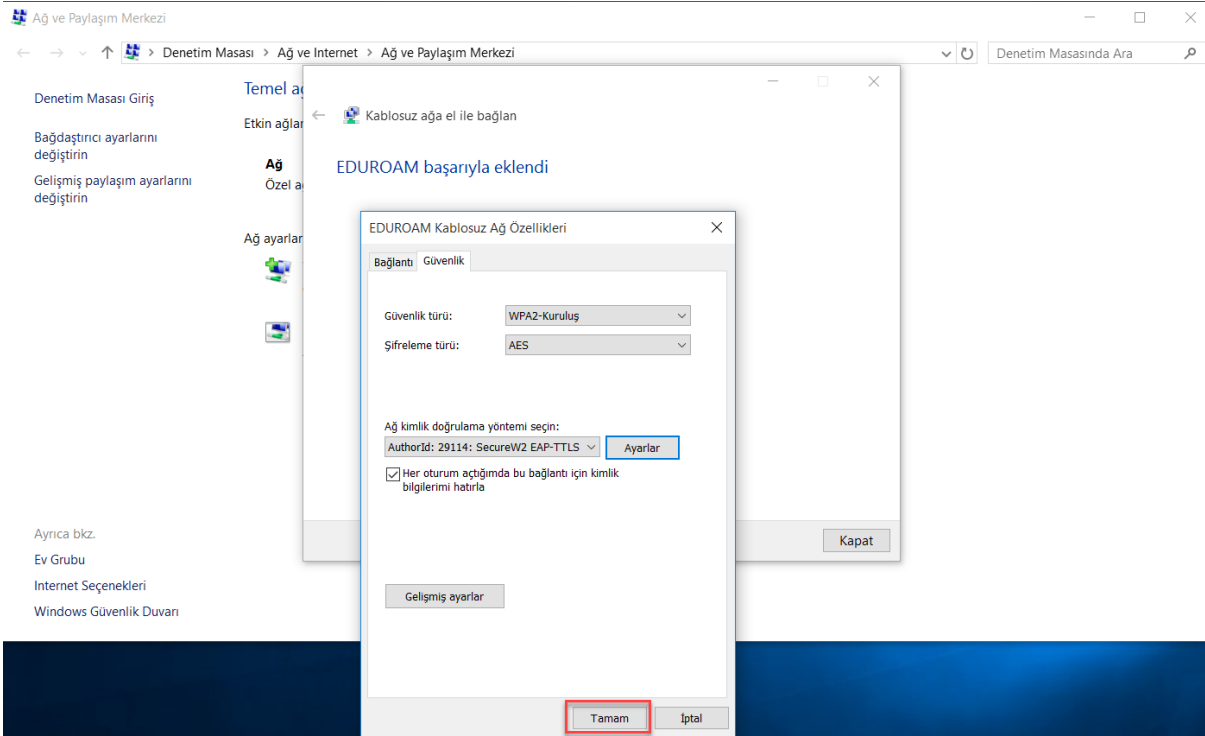 Ağ ve Paylaşım Merkezi
Denetim Masası > Ağ ve Internet > Ağ ve Paylaşım Merkezi
Denetim Masasında Ara
Denetim Masası Giriş
Bağdaştırıcı ayarlarını
değiştirin
Gelişmiş paylaşım ayarlarını
değiştirin
Temel a
Etkin ağlar
Ağ
Özel a
Ağ ayarlar
Kablosuz ağa el ile bağlan
EDUROAM başarıyla eklendi
EDUROAM Kablosuz Ağ Özellikleri
Bağlantı Güvenlik
Güvenlik türü: WPA2-Kuruluş
Şifreleme türü: AES
Ağ kimlik doğrulama yöntemi seçin:
AuthorId: 29114: SecureW2 EAP-TTLS Ayarlar
Her oturum açtığımda bu bağlantı için kimlik
bilgilerimi hatırla
Gelişmiş ayarlar
Tamam İptal
Kapat
Ayrıca bkz.
Ev Grubu
Internet Seçenekleri
Windows Güvenlik Duvarı